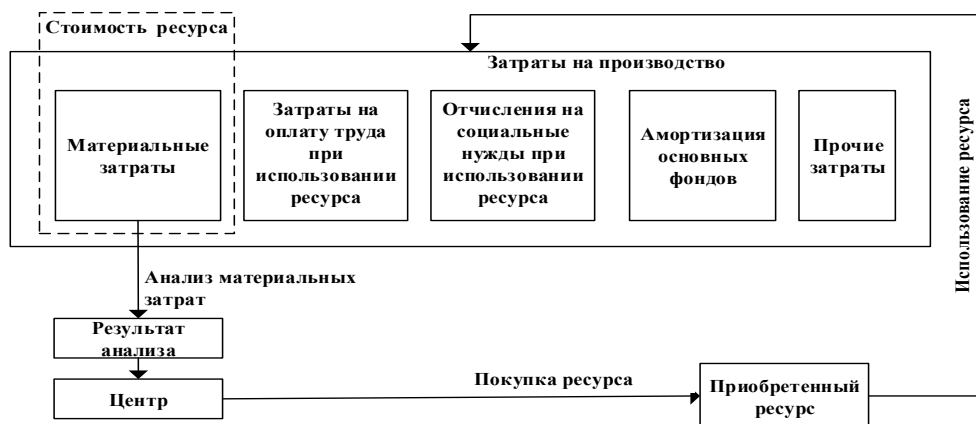 Стоимость ресурса
Затраты на производство
Материальные
затраты
Затраты на
оплату труда
при
использовании
ресурса
Отчисления на
социальные
нужды при
использовании
ресурса
Амортизация
основных
фондов
Прочие
затраты
Использование ресурса
Анализ материальных
затрат
Результат
анализа
Центр
Покупка ресурса
Приобретенный
ресурс